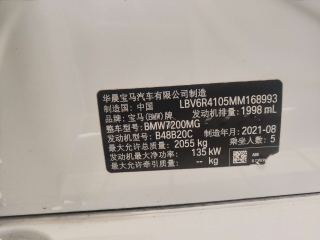 华晨宝马汽车有限公司制造
制造国：中国 LBV6R4105MM168993
品牌：宝马(BMW)牌 发动机排量：1998 mL
整车型号：BMW7200MG
发动机型号：B48B20C 制造年月：2021-08
最大允许总质量：2055 kg 乘坐人数：5
发动机最大净功率：135 kW
最大允许牵引质量：-- kg